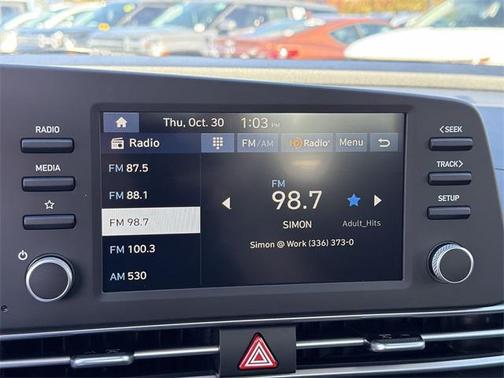 Thu, Oct. 30 1:03 PM
Radio FM/AM HD Radio® Menu
RADIO
MEDIA
FM 87.5
FM 88.1
FM 98.7
FM 100.3
AM 530
FM
98.7
SIMON Adult_Hits
Simon @ Work (336) 373-0
<SEEK
TRACK>
SETUP